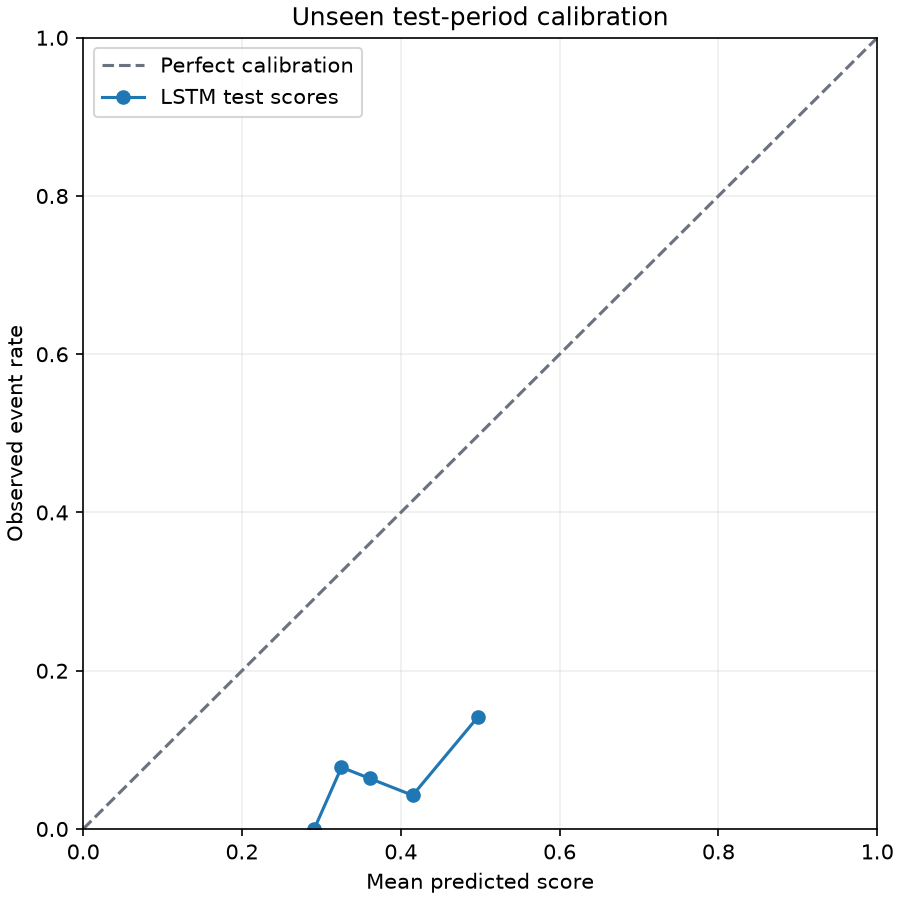 Unseen test-period calibration
Perfect calibration
LSTM test scores
1.0
0.8
0.6
0.4
0.2
0.0
Observed event rate
0.0 0.2 0.4 0.6 0.8 1.0
Mean predicted score